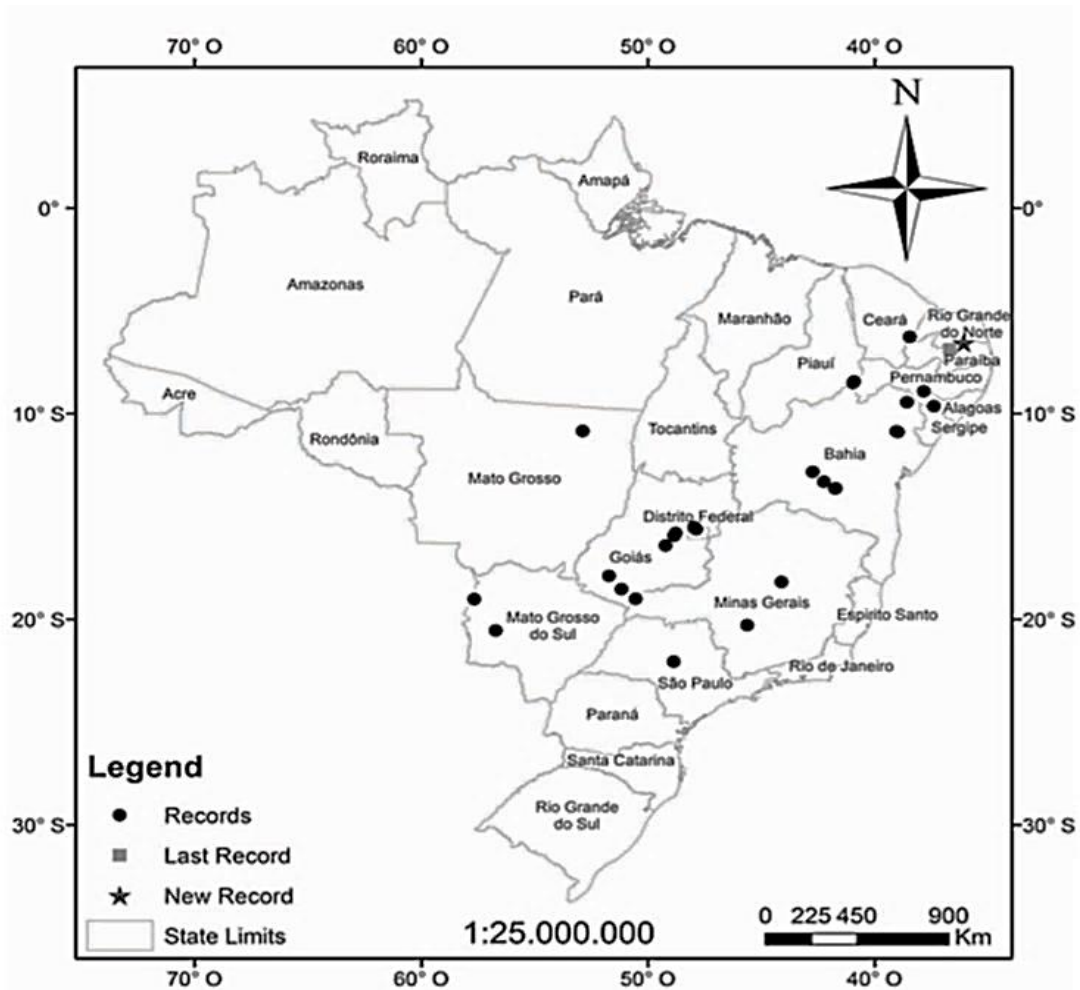 70° O 60° O 50° O 40° O
N
Roraima
Amapá
0° 0°
Amazonas
Pará
Maranhão
Ceará
Rio Grande
do Norte
Paraíba
Piauí
Pernambuco
Acre
Alagoas
10° S 10° S
Sergipe
Rondônia
Tocantins
Bahia
Mato Grosso
Distrito Federal
Goiás
Minas Gerais
Espírito Santo
20° S 20° S
Mato Grosso
do Sul
Rio de Janeiro
São Paulo
Paraná
Santa Catarina
Rio Grande
do Sul
30° S 30° S
Legend
Records
Last Record
New Record
State Limits
1:25.000.000
0 225 450 900
Km
70° O 60° O 50° O 40° O